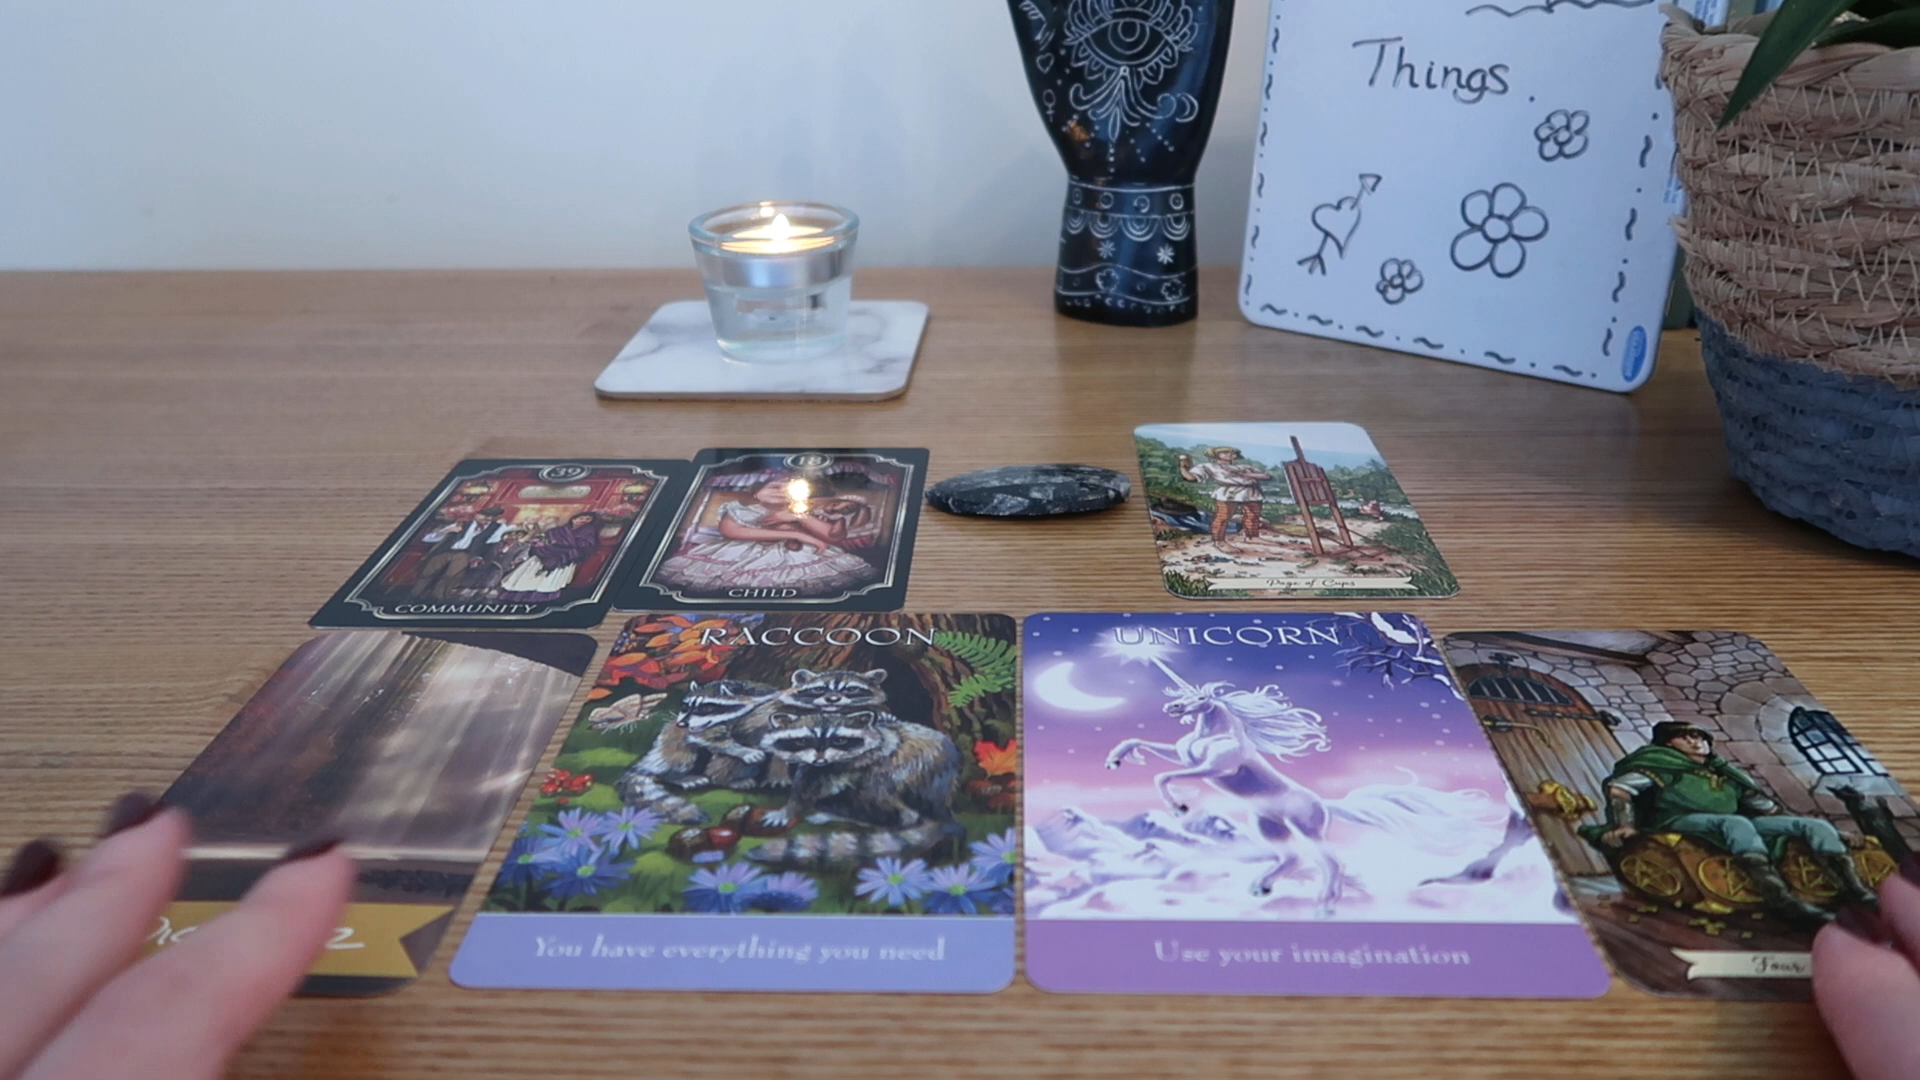 Things.
39
COMMUNITY
18
CHILD
Page of Cups
RACCOON
You have everything you need
UNICORN
Use your imagination
Four